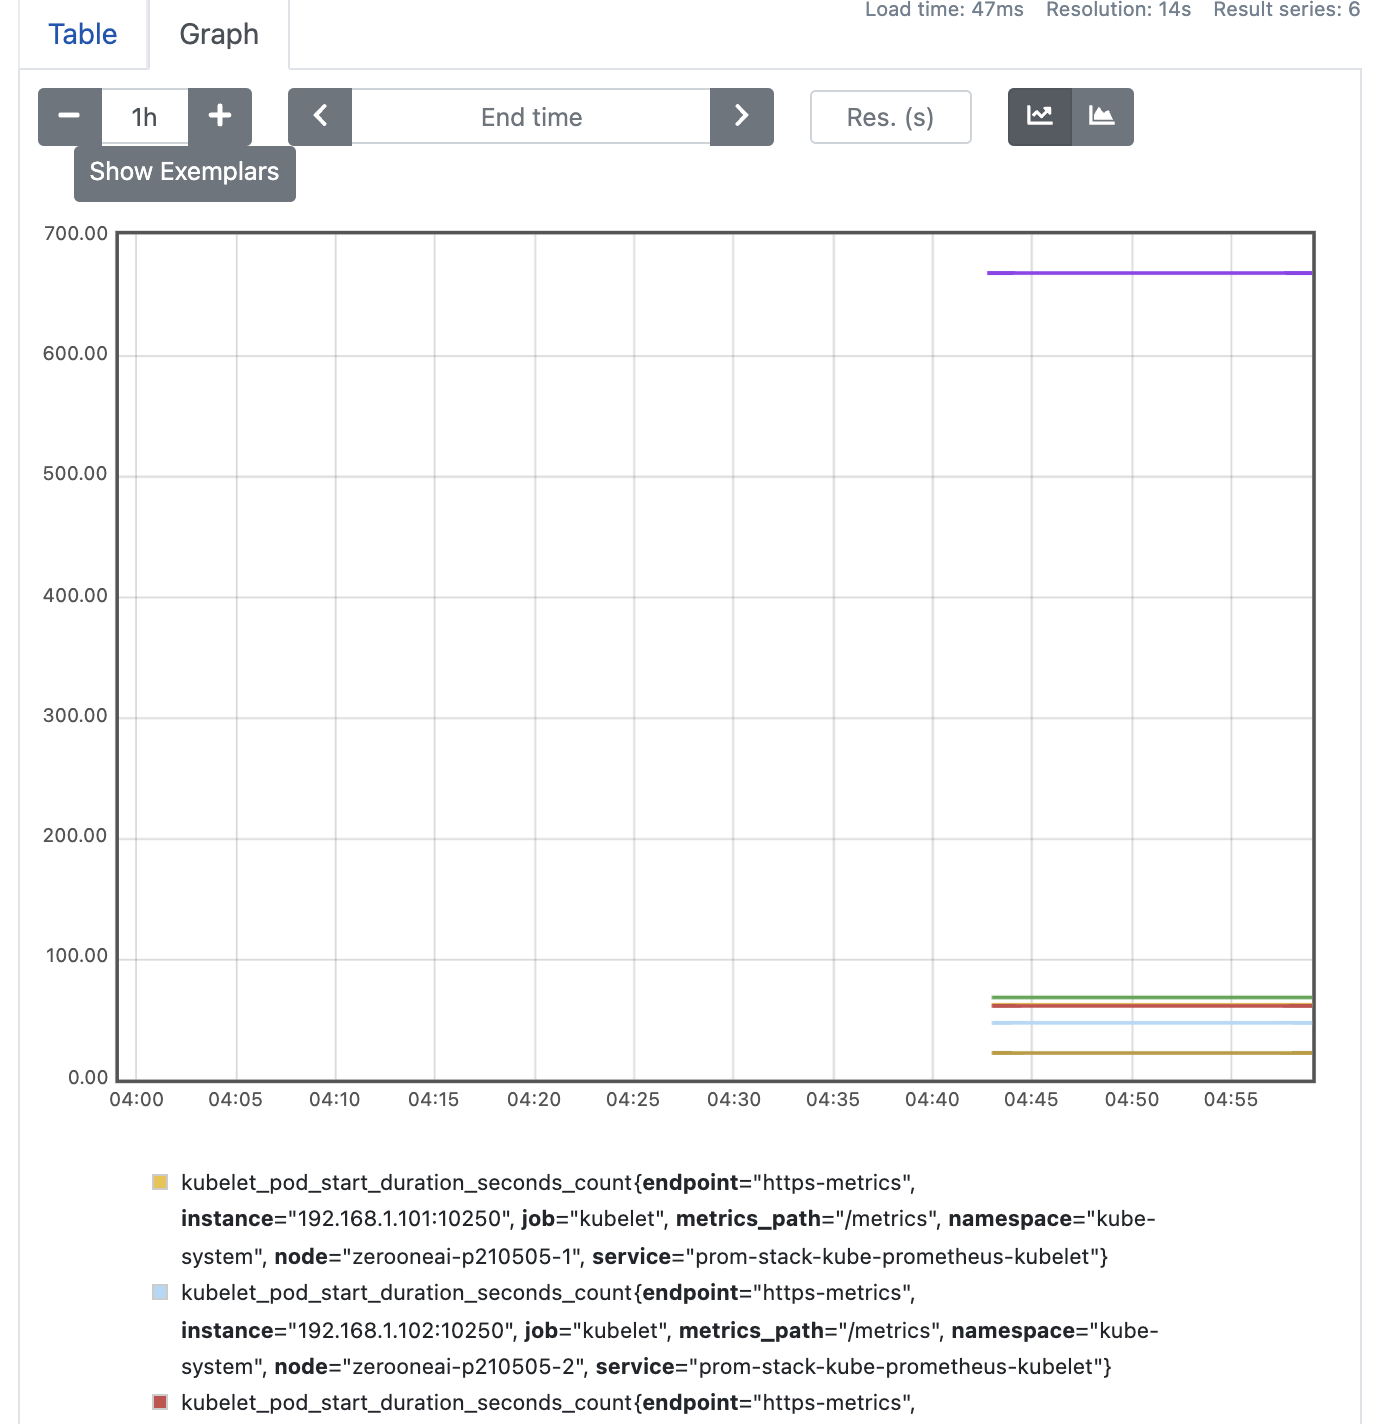 Load time: 47ms Resolution: 14s Result series: 6
Table Graph
1h End time Res. (s)
Show Exemplars
700.00
600.00
500.00
400.00
300.00
200.00
100.00
0.00
04:00 04:05 04:10 04:15 04:20 04:25 04:30 04:35 04:40 04:45 04:50 04:55
kubelet_pod_start_duration_seconds_count{endpoint="https-metrics",
instance="192.168.1.101:10250", job="kubelet", metrics_path="/metrics", namespace="kube-
system", node="zerooneai-p210505-1", service="prom-stack-kube-prometheus-kubelet"}
kubelet_pod_start_duration_seconds_count{endpoint="https-metrics",
instance="192.168.1.102:10250", job="kubelet", metrics_path="/metrics", namespace="kube-
system", node="zerooneai-p210505-2", service="prom-stack-kube-prometheus-kubelet"}
kubelet_pod_start_duration_seconds_count{endpoint="https-metrics",